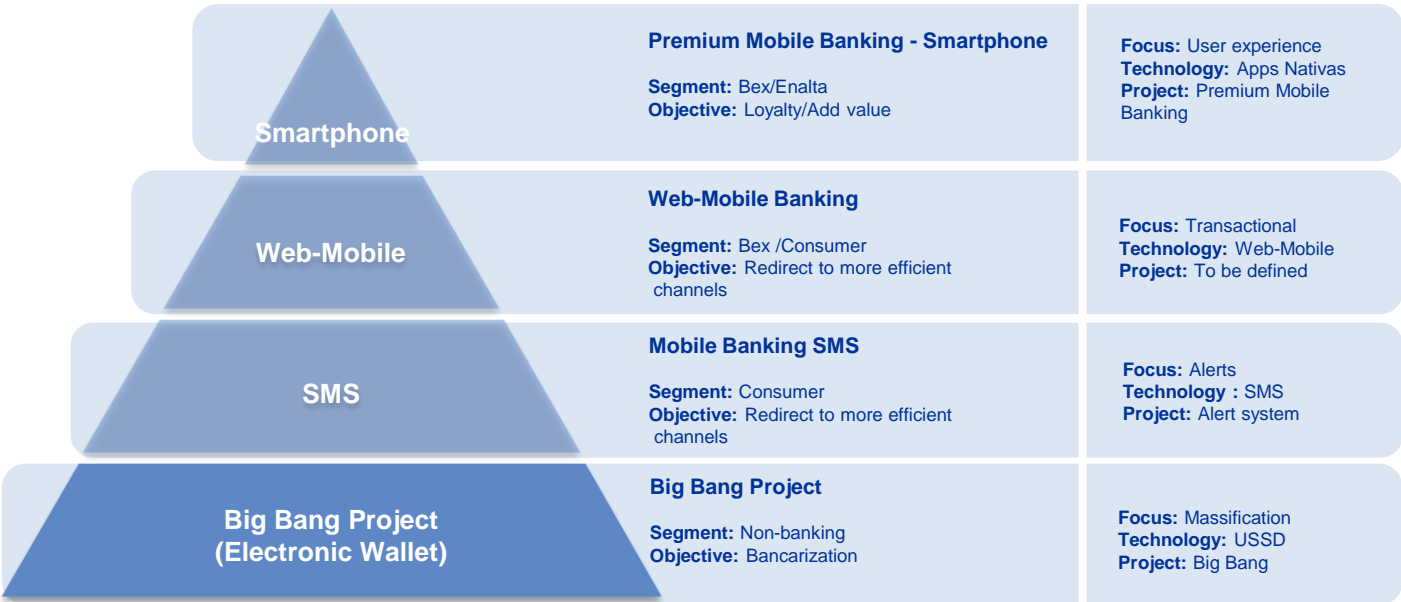 Smartphone
Premium Mobile Banking - Smartphone
Segment: Bex/Enalta
Objective: Loyalty/Add value
Focus: User experience
Technology: Apps Nativas
Project: Premium Mobile
Banking
Web-Mobile
Web-Mobile Banking
Segment: Bex /Consumer
Objective: Redirect to more efficient
channels
Focus: Transactional
Technology: Web-Mobile
Project: To be defined
SMS
Mobile Banking SMS
Segment: Consumer
Objective: Redirect to more efficient
channels
Focus: Alerts
Technology : SMS
Project: Alert system
Big Bang Project
(Electronic Wallet)
Big Bang Project
Segment: Non-banking
Objective: Bancarization
Focus: Massification
Technology: USSD
Project: Big Bang